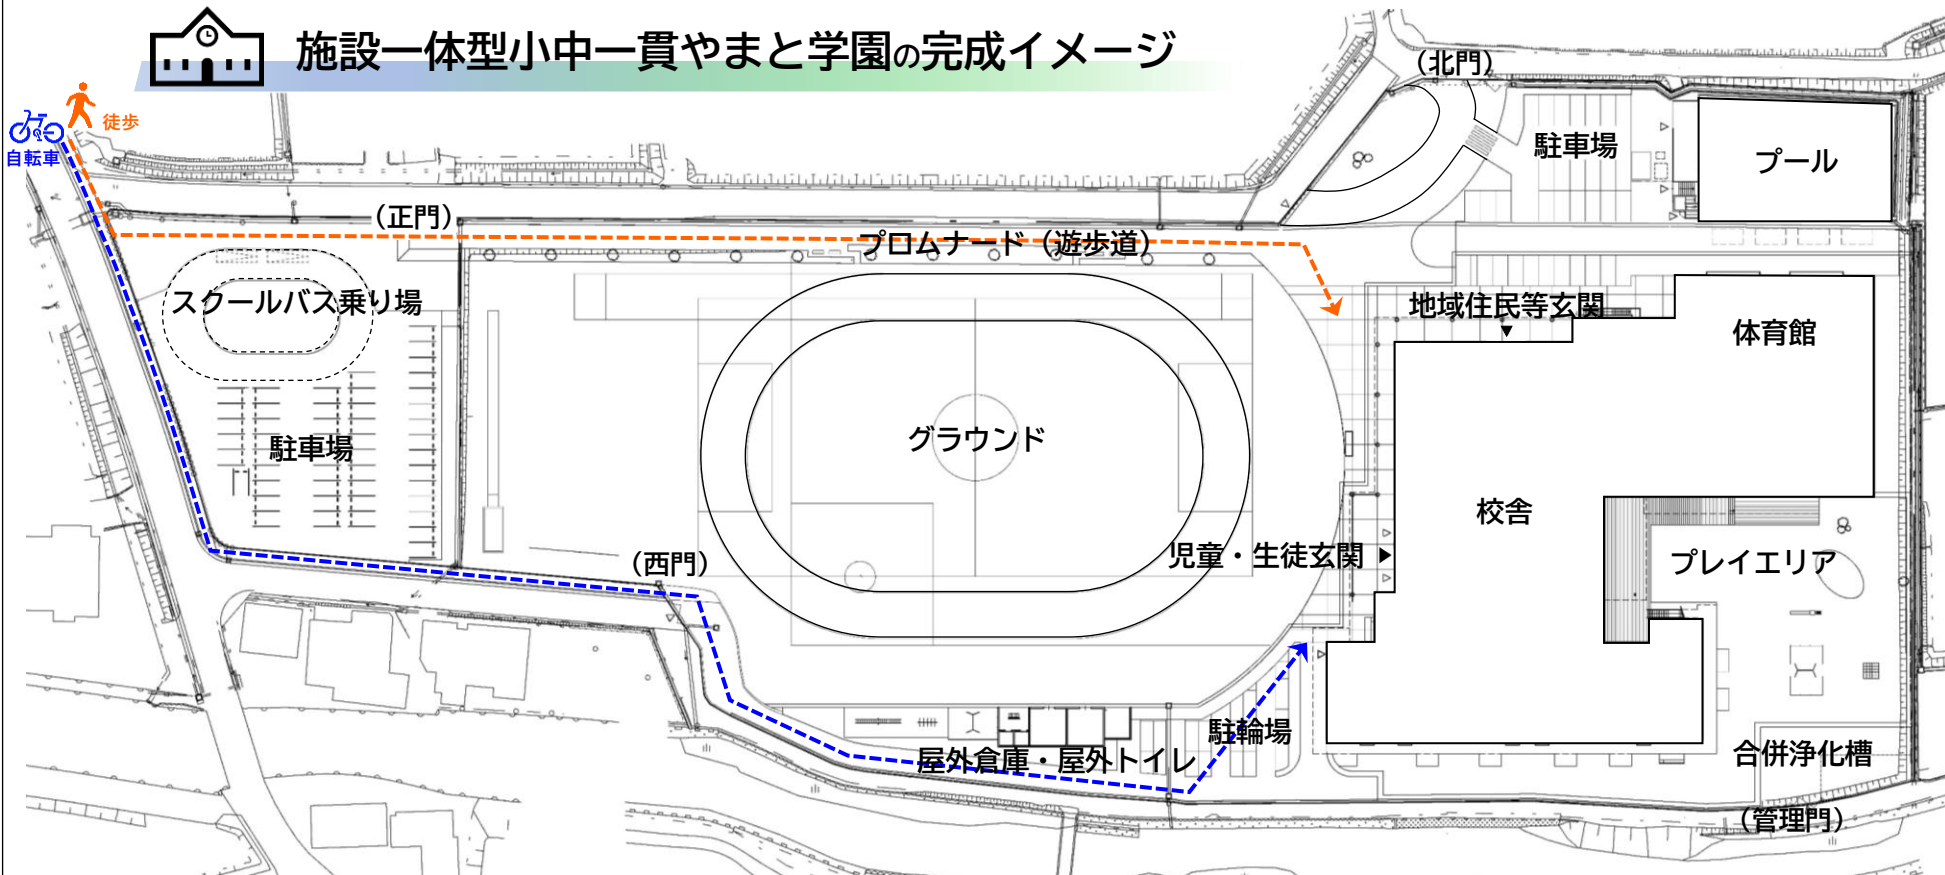 施設一体型小中一貫やまと学園の完成イメージ
(北門)
徒歩
自転車
駐車場
プール
(正門)
プロムナード(遊歩道)
スクールバス乗り場
地域住民等玄関
体育館
グラウンド
駐車場
校舎
児童・生徒玄関
(西門)
プレイエリア
駐輪場
屋外倉庫・屋外トイレ
合併浄化槽
(管理門)